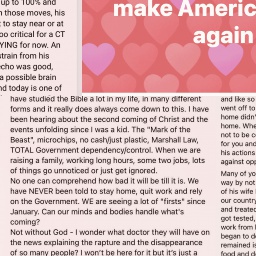 up to 100% and
n those moves, his
t to stay near or at
oo critical for a CT
YING for now. An
strain from his
echo was good,
a possible brain
nd today is one of
make Americ
again
have studied the Bible a lot in my life, in many different
forms and it really does always come down to this. I have
been hearing about the second coming of Christ and the
events unfolding since I was a kid. The "Mark of the
Beast", microchips, no cash/just plastic, Marshall Law,
TOTAL Government dependency/control. When we are
raising a family, working long hours, some two jobs, lots
of things go unnoticed or just get ignored.
No one can comprehend how bad it will be till it is. We
have NEVER been told to stay home, quit work and rely
on the Government. WE are seeing a lot of "firsts" since
January. Can our minds and bodies handle what's
coming?
Not without God - I wonder what doctor they will have on
the news explaining the rapture and the disappearance
of so many people? I won't be here for it but it's just a
and like so
went off to
home didn'
home. Whe
not to be o
for you and
his actions
against opp
Many of yo
way by not
of his wife
our country
and treated
got tested,
work from
began to d
remained is
food and d